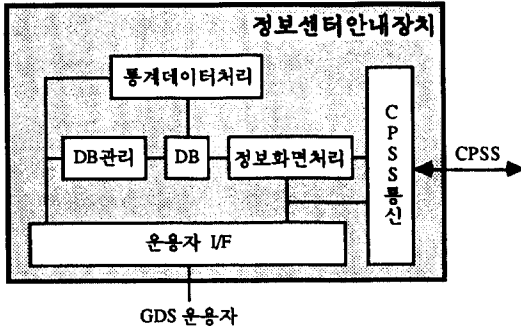 정보센터안내장치
통계데이터처리
DB관리
DB
정보화면처리
CPSS통신
CPSS
운용자 I/F
GDS 운용자